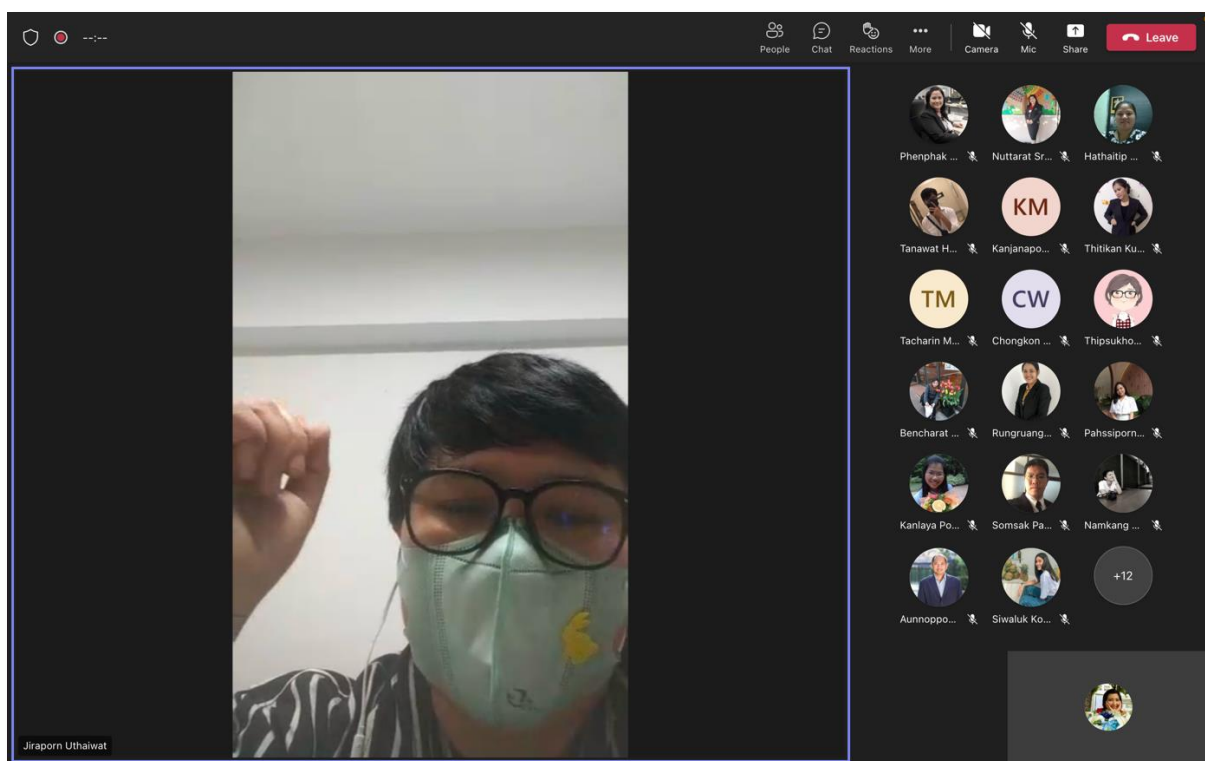 --:--
People Chat Reactions More Camera Mic Share Leave
Phenphak ... Nuttarat Sr... Hathaitip ...
KM
Tanawat H... Kanjanapo... Thitikan Ku...
TM CW
Tacharin M... Chongkon ... Thipsukho...
Bencharat ... Rungruang... Pahssiporn...
Kanlaya Po... Somsak Pa... Namkang ...
+12
Aunnoppo... Siwaluk Ko...
Jiraporn Uthaiwat